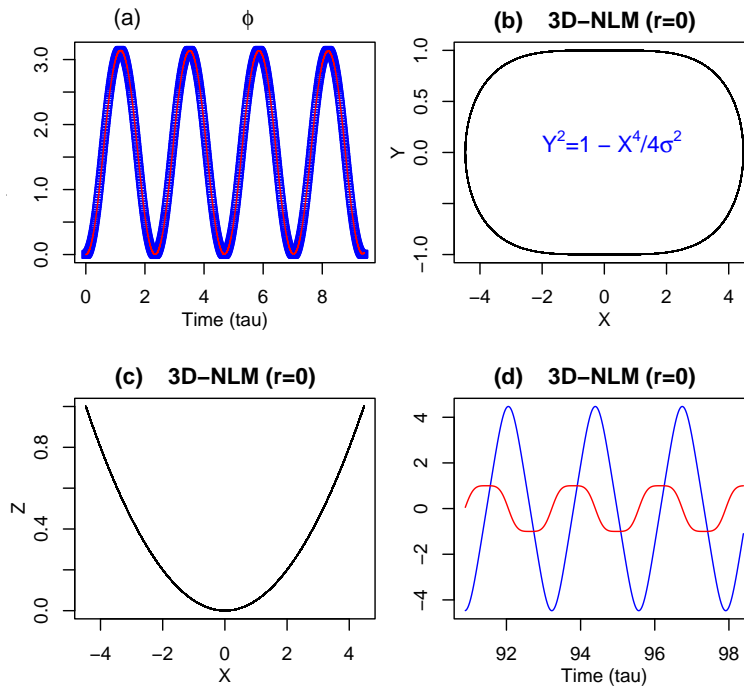 (a) ϕ
0.0 1.0 2.0 3.0
0 2 4 6 8
Time (tau)
(b) 3D−NLM (r=0)
Y
−1.0 0.0 0.5 1.0
Y²=1 − X⁴/4σ²
−4 −2 0 2 4
X
(c) 3D−NLM (r=0)
Z
0.0 0.4 0.8
−4 −2 0 2 4
X
(d) 3D−NLM (r=0)
−4 −2 0 2 4
92 94 96 98
Time (tau)